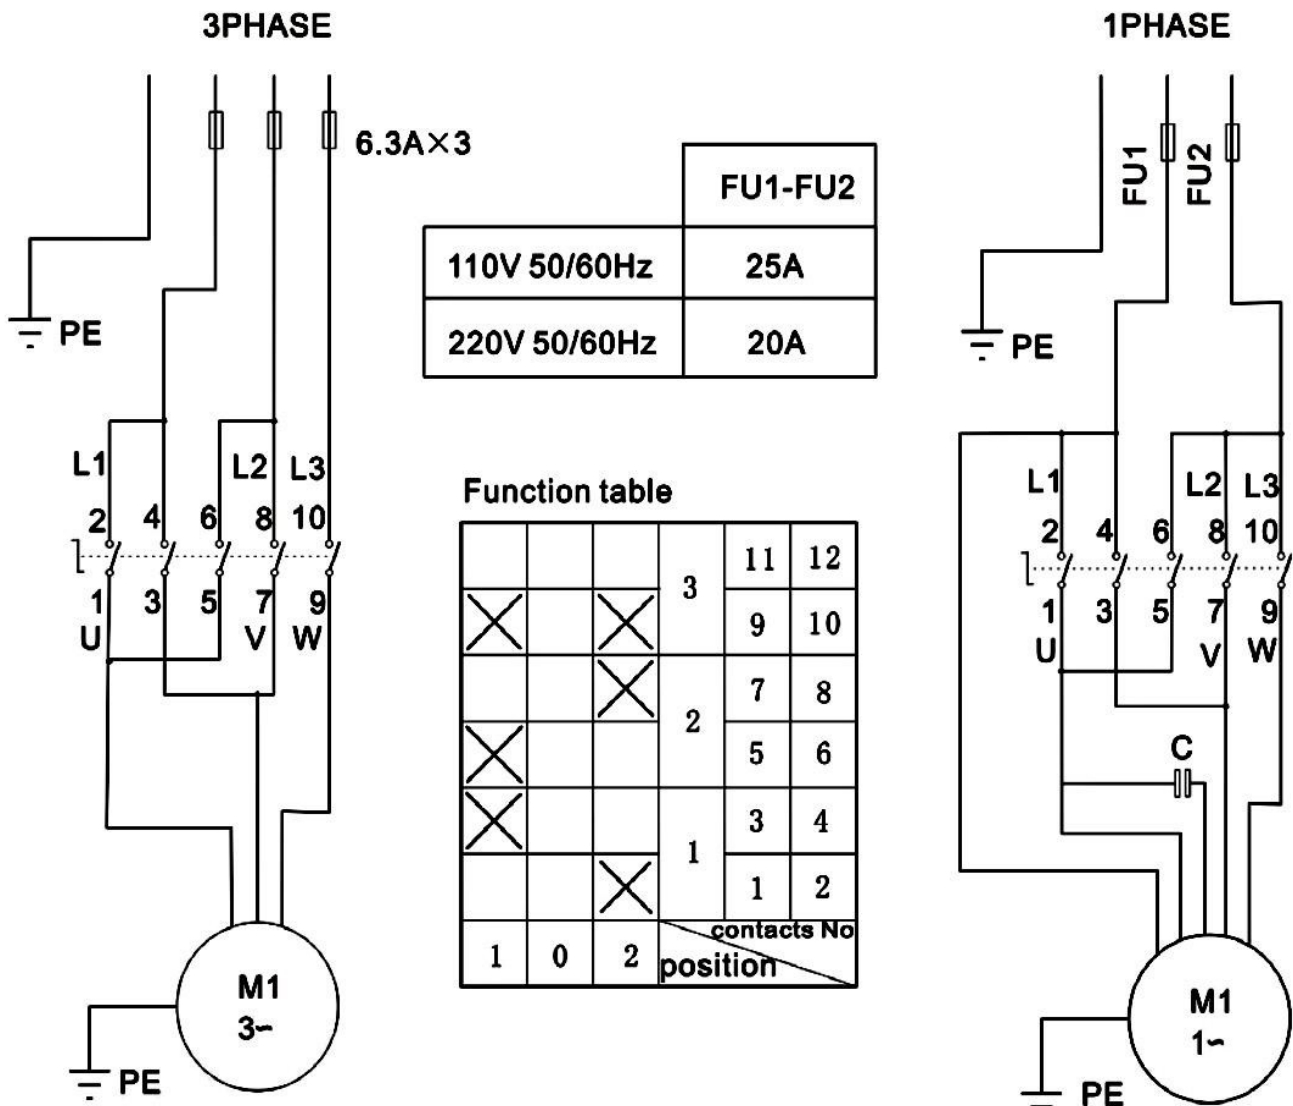 3PHASE
6.3A×3
PE
L1
L2
L3
2
4
6
8
10
1
3
5
7
9
U
V
W
M1
3~
PE
FU1-FU2
110V 50/60Hz 25A
220V 50/60Hz 20A
Function table
3 11 12
9 10
2 7 8
5 6
1 3 4
1 2
contacts No
1 0 2 position
1PHASE
FU1
FU2
PE
L1
L2
L3
2
4
6
8
10
1
3
5
7
9
U
V
W
C
M1
1~
PE